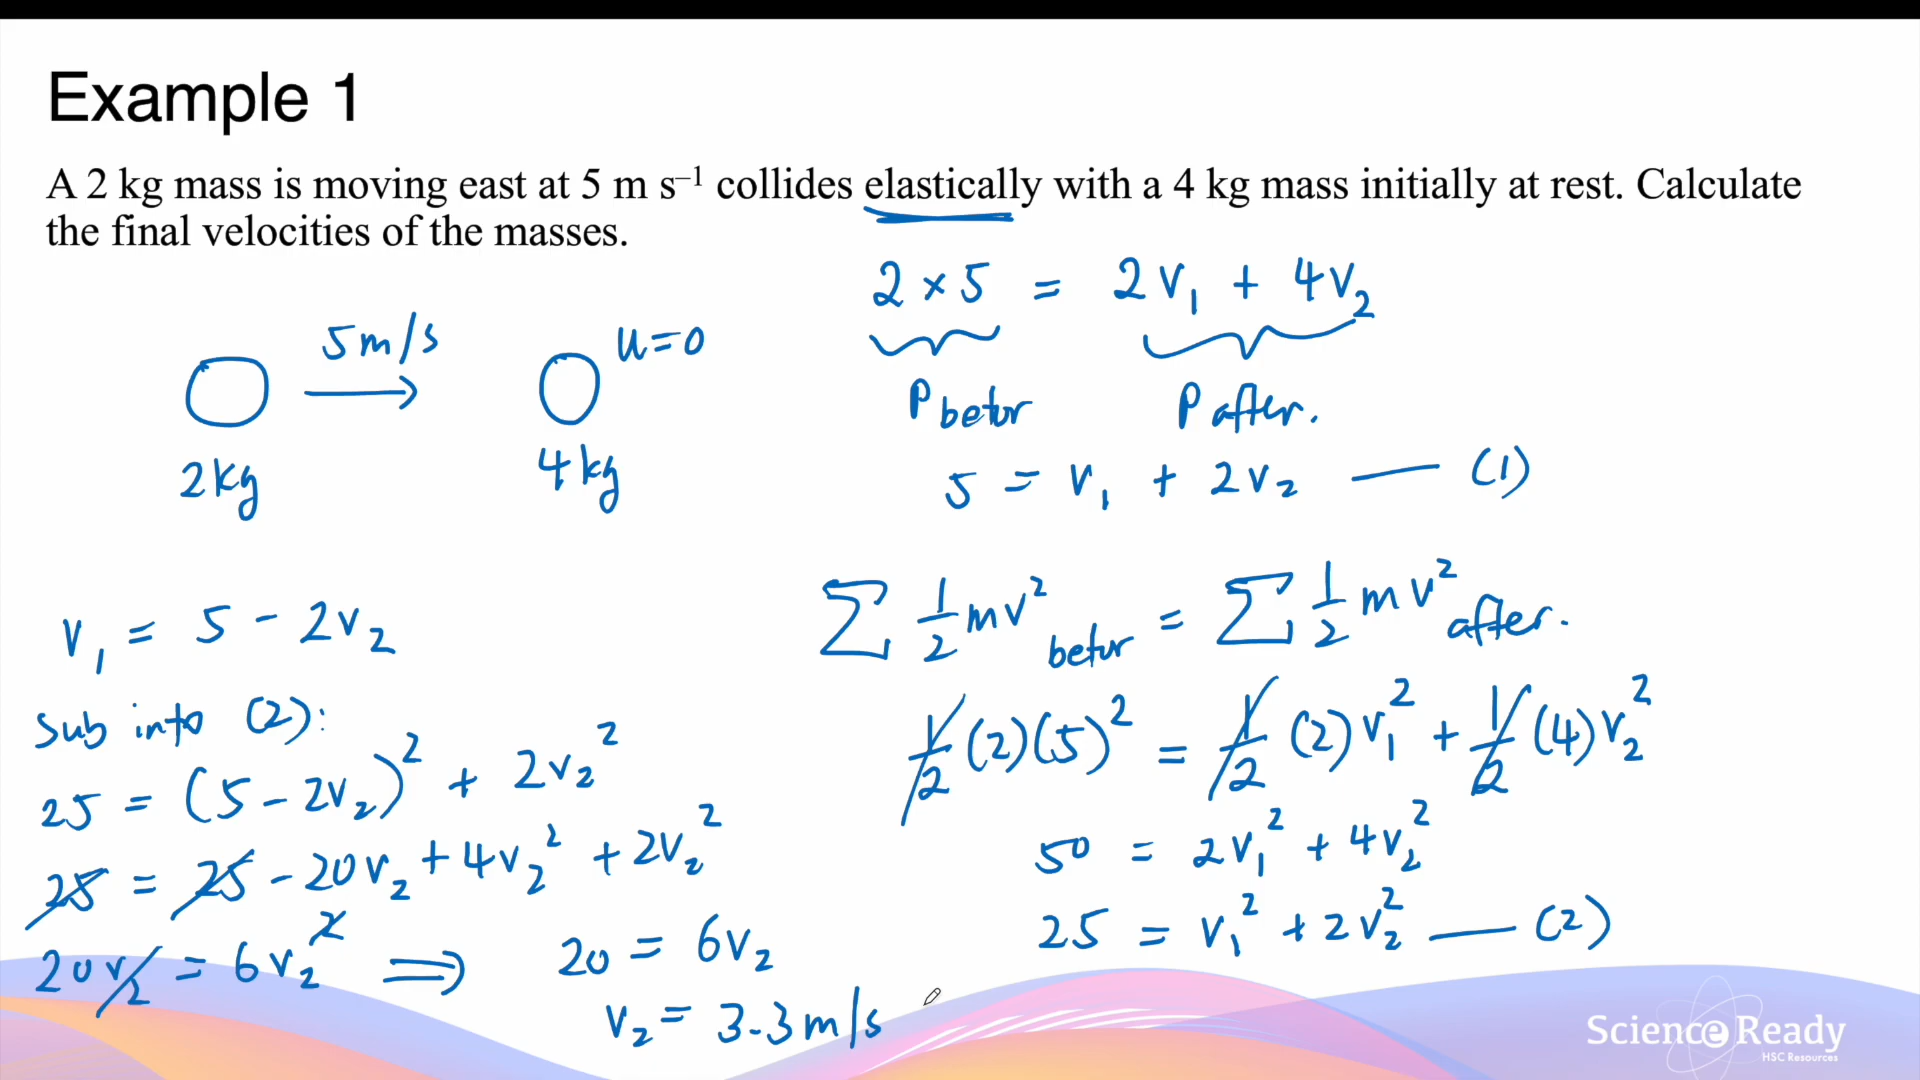 Example 1
A 2 kg mass is moving east at 5 m s⁻¹ collides elastically with a 4 kg mass initially at rest. Calculate
the final velocities of the masses.
5m/s
u=0
2kg
4kg
2 × 5 = 2v₁ + 4v₂
P befor
P after.
5 = v₁ + 2v₂ — (1)
∑ ½mv² befor = ∑ ½mv² after.
½(2)(5)² = ½(2)v₁² + ½(4)v₂²
50 = 2v₁² + 4v₂²
25 = v₁² + 2v₂² — (2)
v₁ = 5 - 2v₂
Sub into (2):
25 = (5 - 2v₂)² + 2v₂²
25 = 25 - 20v₂ + 4v₂² + 2v₂²
20v₂ = 6v₂² ⟹ 20 = 6v₂
v₂ = 3.3m/s
Science Ready
HSC Resources